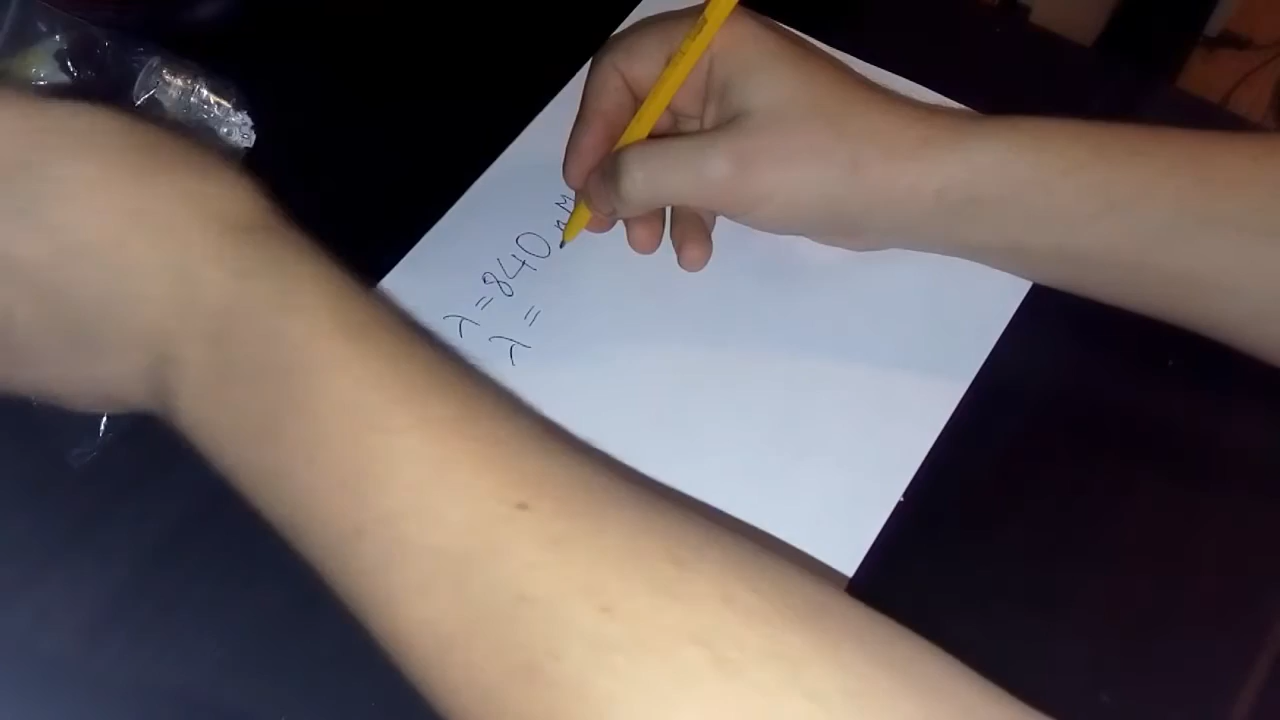 λ = 840 nM
λ =